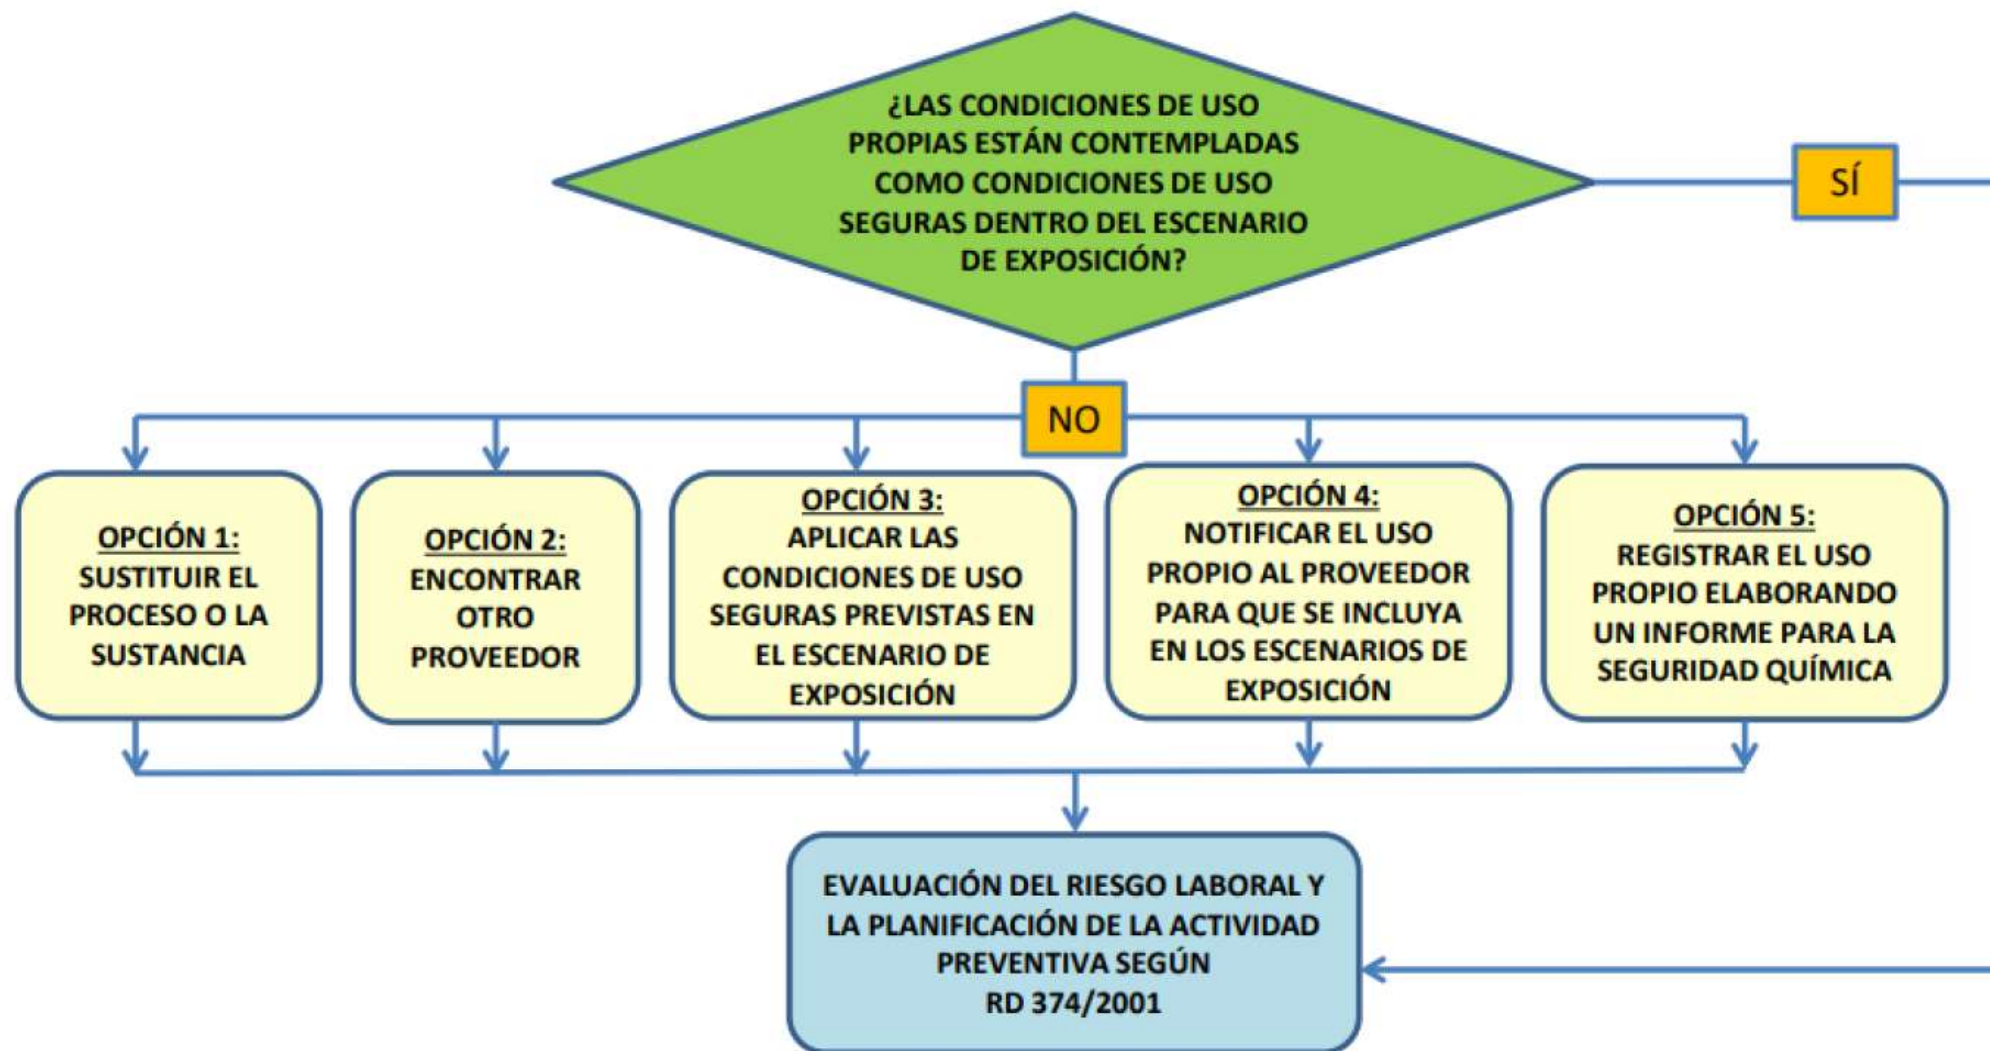 ¿LAS CONDICIONES DE USO
PROPIAS ESTÁN CONTEMPLADAS
COMO CONDICIONES DE USO
SEGURAS DENTRO DEL ESCENARIO
DE EXPOSICIÓN?
SÍ
NO
OPCIÓN 1:
SUSTITUIR EL
PROCESO O LA
SUSTANCIA
OPCIÓN 2:
ENCONTRAR
OTRO
PROVEEDOR
OPCIÓN 3:
APLICAR LAS
CONDICIONES DE USO
SEGURAS PREVISTAS EN
EL ESCENARIO DE
EXPOSICIÓN
OPCIÓN 4:
NOTIFICAR EL USO
PROPIO AL PROVEEDOR
PARA QUE SE INCLUYA
EN LOS ESCENARIOS DE
EXPOSICIÓN
OPCIÓN 5:
REGISTRAR EL USO
PROPIO ELABORANDO
UN INFORME PARA LA
SEGURIDAD QUÍMICA
EVALUACIÓN DEL RIESGO LABORAL Y
LA PLANIFICACIÓN DE LA ACTIVIDAD
PREVENTIVA SEGÚN
RD 374/2001